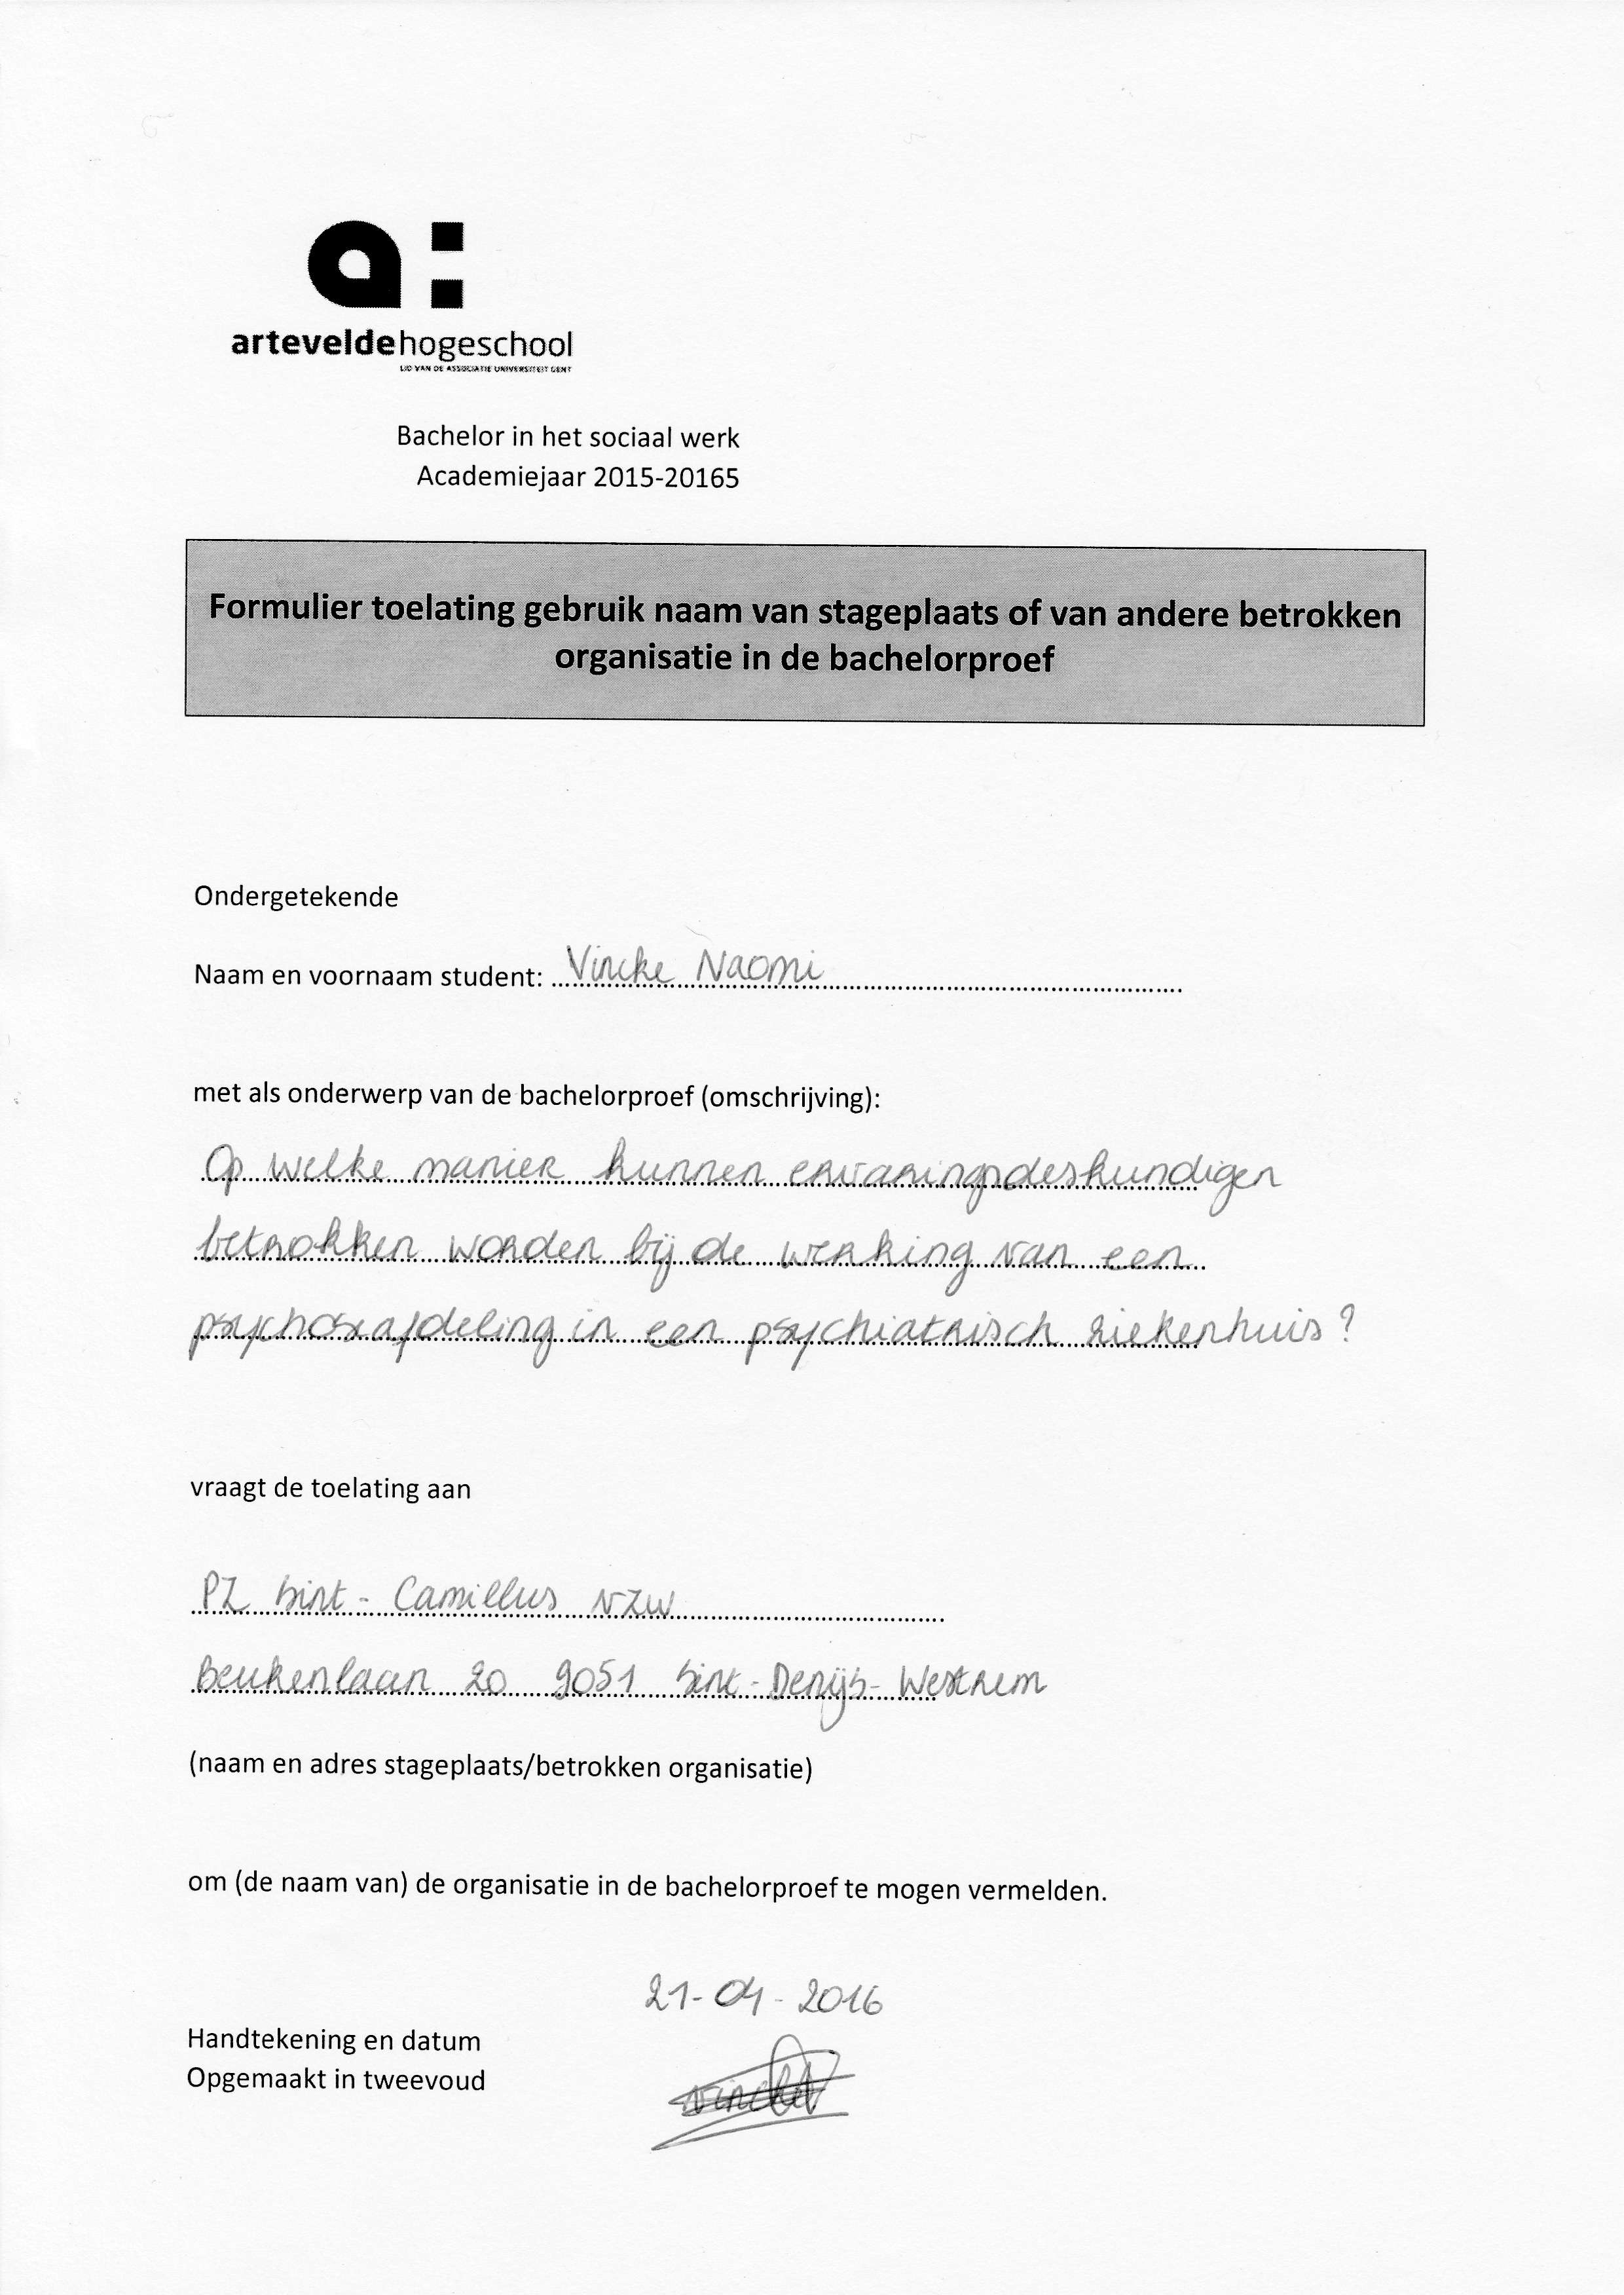 a:
arteveldehogeschool
LID VAN DE ASSOCIATIE UNIVERSITEIT GENT
Bachelor in het sociaal werk
Academiejaar 2015-20165
Formulier toelating gebruik naam van stageplaats of van andere betrokken
organisatie in de bachelorproef
Ondergetekende
Naam en voornaam student: Vincke Naomi
met als onderwerp van de bachelorproef (omschrijving):
Op welke manier kunnen ervaringsdeskundigen
betrokken worden bij de werking van een
psychoseafdeling in een psychiatrisch ziekenhuis?
vraagt de toelating aan
PZ Sint-Camillus VZW
Beukenlaan 20 9051 Sint-Denijs-Westrem
(naam en adres stageplaats/betrokken organisatie)
om (de naam van) de organisatie in de bachelorproef te mogen vermelden.
21-04-2016
Handtekening en datum
Opgemaakt in tweevoud
Vincke